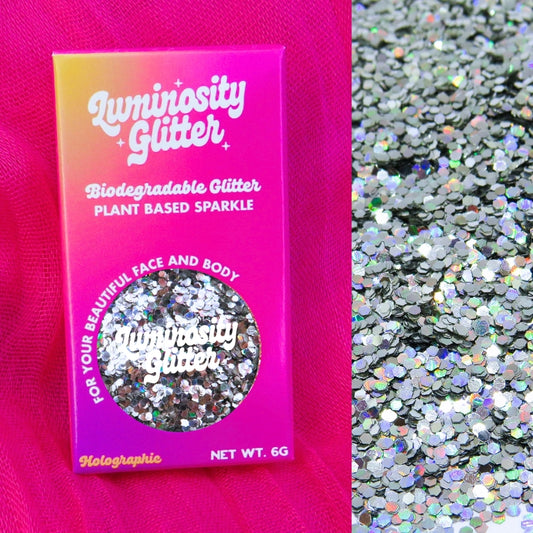 Luminosity
Glitter
Biodegradable Glitter
PLANT BASED SPARKLE
FOR YOUR BEAUTIFUL FACE AND BODY
Luminosity
Glitter
Holographic
NET WT. 6G